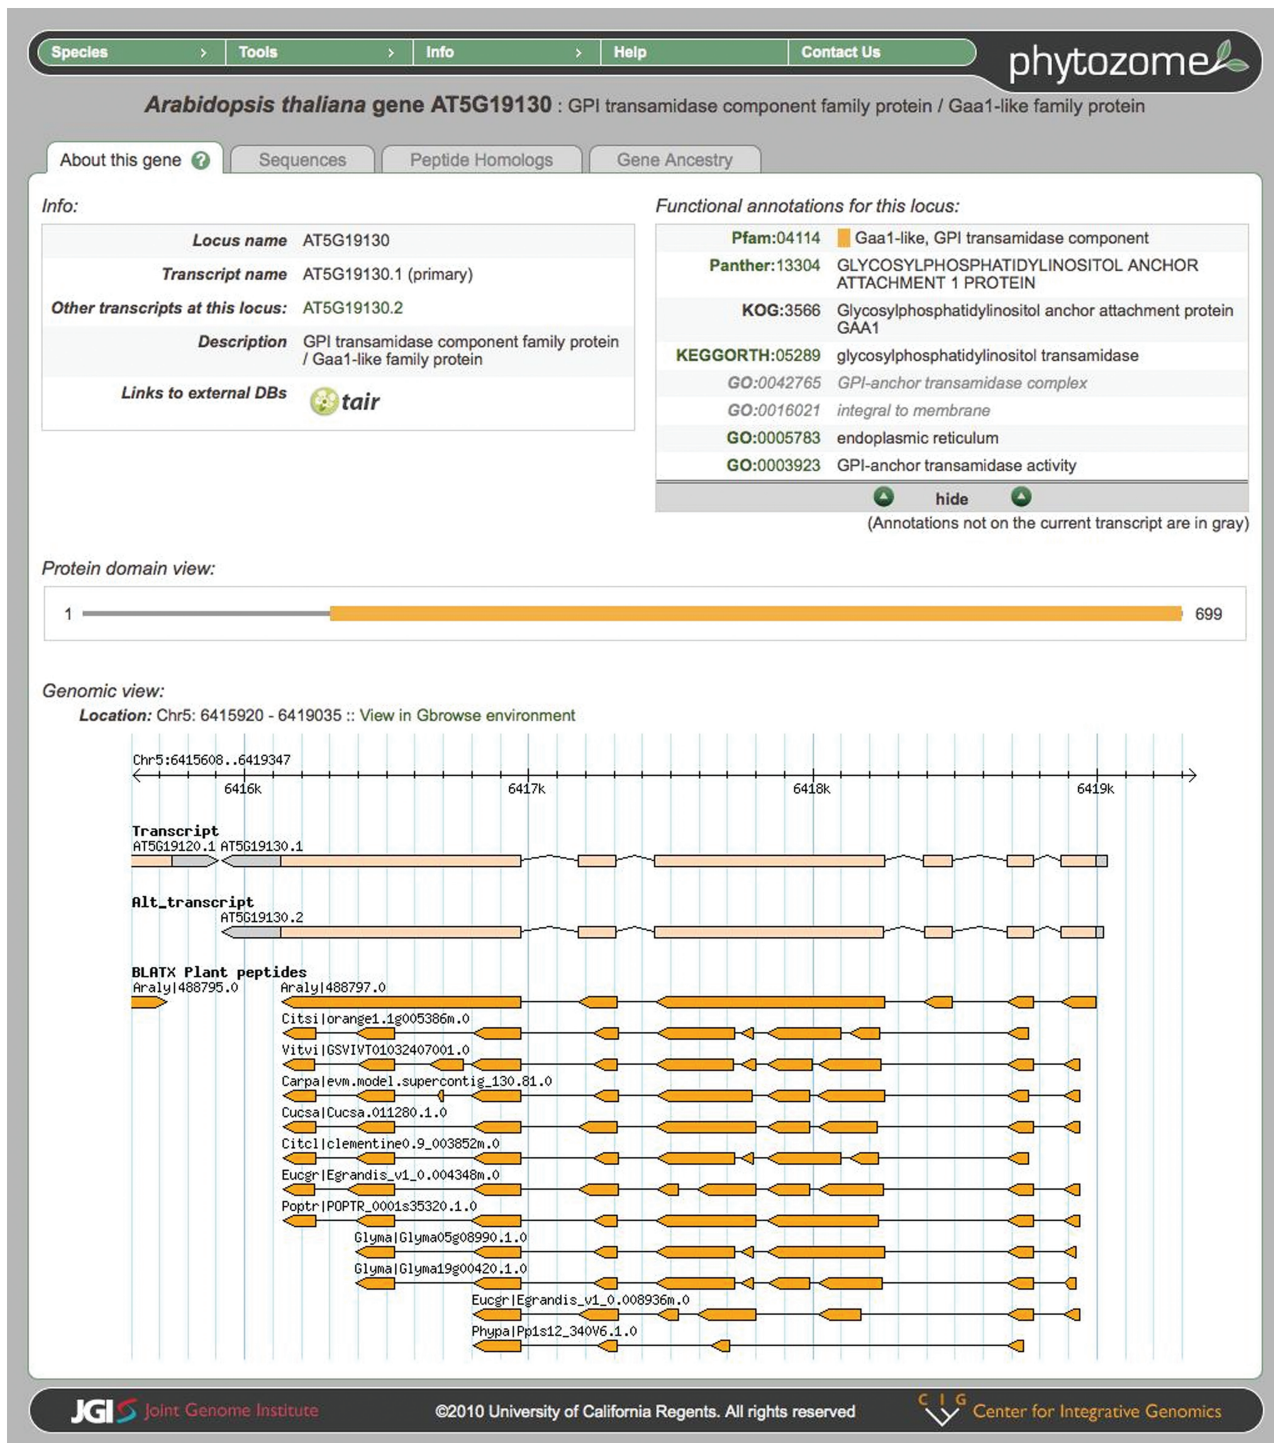 Species > Tools > Info > Help Contact Us
phytozome
Arabidopsis thaliana gene AT5G19130 : GPI transamidase component family protein / Gaa1-like family protein
About this gene ? Sequences Peptide Homologs Gene Ancestry
Info:
Locus name AT5G19130
Transcript name AT5G19130.1 (primary)
Other transcripts at this locus: AT5G19130.2
Description GPI transamidase component family protein
/ Gaa1-like family protein
Links to external DBs tair
Functional annotations for this locus:
Pfam:04114 Gaa1-like, GPI transamidase component
Panther:13304 GLYCOSYLPHOSPHATIDYLINOSITOL ANCHOR
ATTACHMENT 1 PROTEIN
KOG:3566 Glycosylphosphatidylinositol anchor attachment protein
GAA1
KEGGORTH:05289 glycosylphosphatidylinositol transamidase
GO:0042765 GPI-anchor transamidase complex
GO:0016021 integral to membrane
GO:0005783 endoplasmic reticulum
GO:0003923 GPI-anchor transamidase activity
hide
(Annotations not on the current transcript are in gray)
Protein domain view:
1 699
Genomic view:
Location: Chr5: 6415920 - 6419035 :: View in Gbrowse environment
Chr5:6415608..6419347
6416k 6417k 6418k 6419k
Transcript
AT5G19120.1 AT5G19130.1
Alt_transcript
AT5G19130.2
BLATX Plant peptides
Araly|488795.0 Araly|488797.0
Citsi|orange1.1g005386m.0
Vitvi|GSVIVT01032407001.0
Carpa|evm.model.supercontig_130.81.0
Cucsa|Cucsa.011280.1.0
Citcl|clementine0.9_003852m.0
Eucgr|Egrandis_v1_0.004348m.0
Poptr|POPTR_0001s35320.1.0
Glyma|Glyma05g08990.1.0
Glyma|Glyma19g00420.1.0
Eucgr|Egrandis_v1_0.008936m.0
Phypa|Pp1s12_340V6.1.0
JGI Joint Genome Institute ©2010 University of California Regents. All rights reserved CIG Center for Integrative Genomics